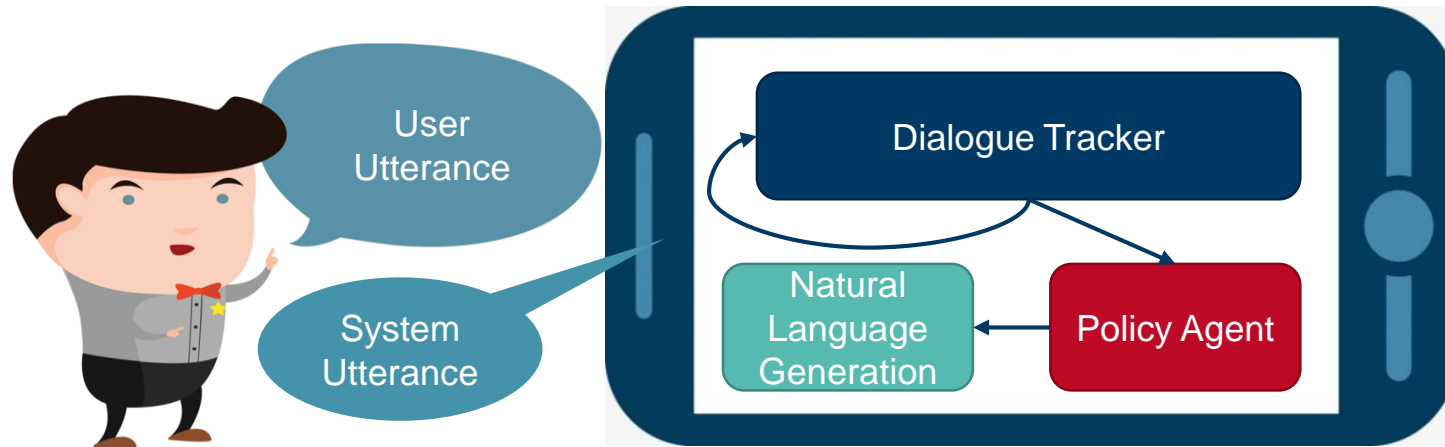 User
Utterance
Dialogue Tracker
System
Utterance
Natural
Language
Generation
Policy Agent